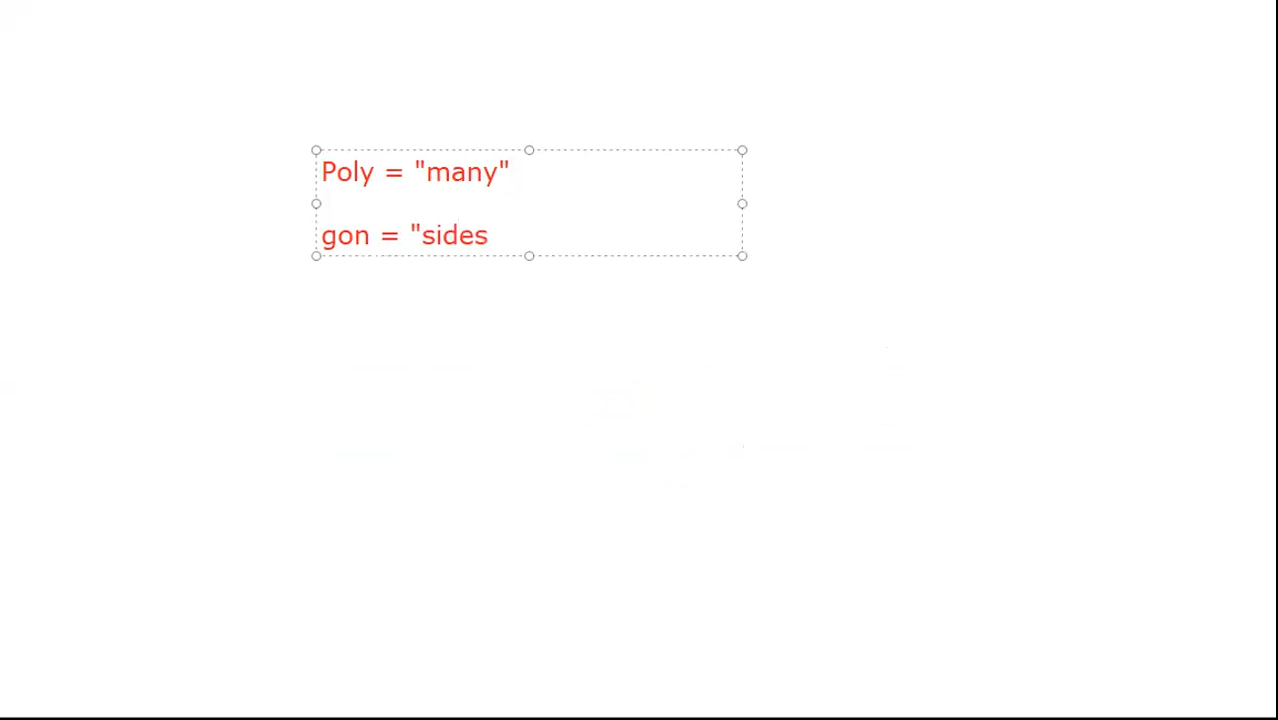 Poly = "many"
gon = "sides